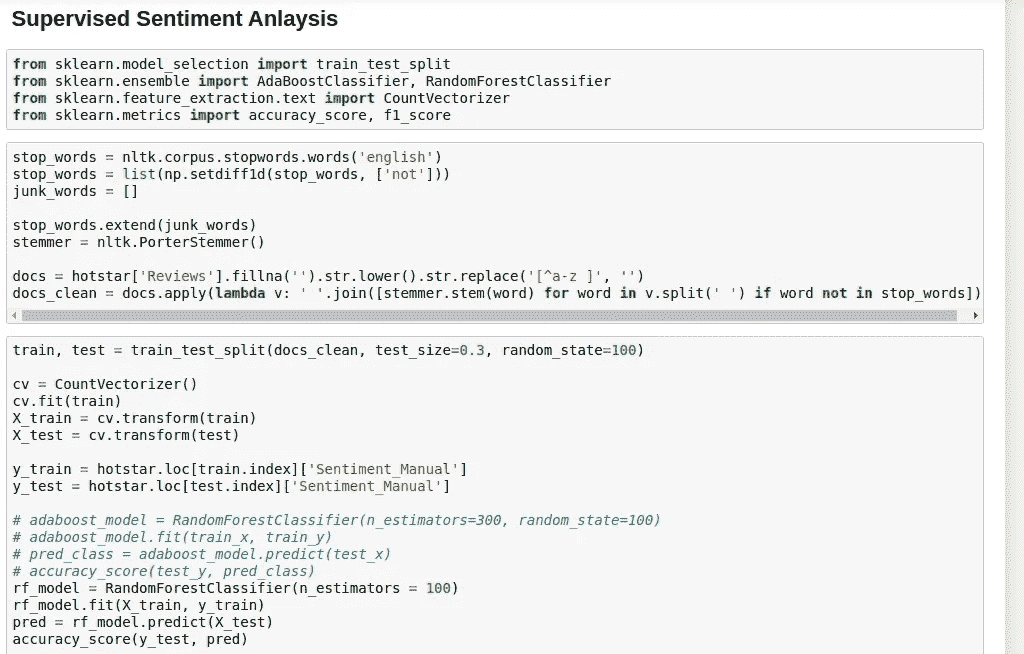 Supervised Sentiment Anlaysis
from sklearn.model_selection import train_test_split
from sklearn.ensemble import AdaBoostClassifier, RandomForestClassifier
from sklearn.feature_extraction.text import CountVectorizer
from sklearn.metrics import accuracy_score, f1_score
stop_words = nltk.corpus.stopwords.words('english')
stop_words = list(np.setdiff1d(stop_words, ['not']))
junk_words = []
stop_words.extend(junk_words)
stemmer = nltk.PorterStemmer()
docs = hotstar['Reviews'].fillna('').str.lower().str.replace('[^a-z ]', '')
docs_clean = docs.apply(lambda v: ' '.join([stemmer.stem(word) for word in v.split(' ') if word not in stop_words])
train, test = train_test_split(docs_clean, test_size=0.3, random_state=100)
cv = CountVectorizer()
cv.fit(train)
X_train = cv.transform(train)
X_test = cv.transform(test)
y_train = hotstar.loc[train.index]['Sentiment_Manual']
y_test = hotstar.loc[test.index]['Sentiment_Manual']
# adaboost_model = RandomForestClassifier(n_estimators=300, random_state=100)
# adaboost_model.fit(train_x, train_y)
# pred_class = adaboost_model.predict(test_x)
# accuracy_score(test_y, pred_class)
rf_model = RandomForestClassifier(n_estimators = 100)
rf_model.fit(X_train, y_train)
pred = rf_model.predict(X_test)
accuracy_score(y_test, pred)